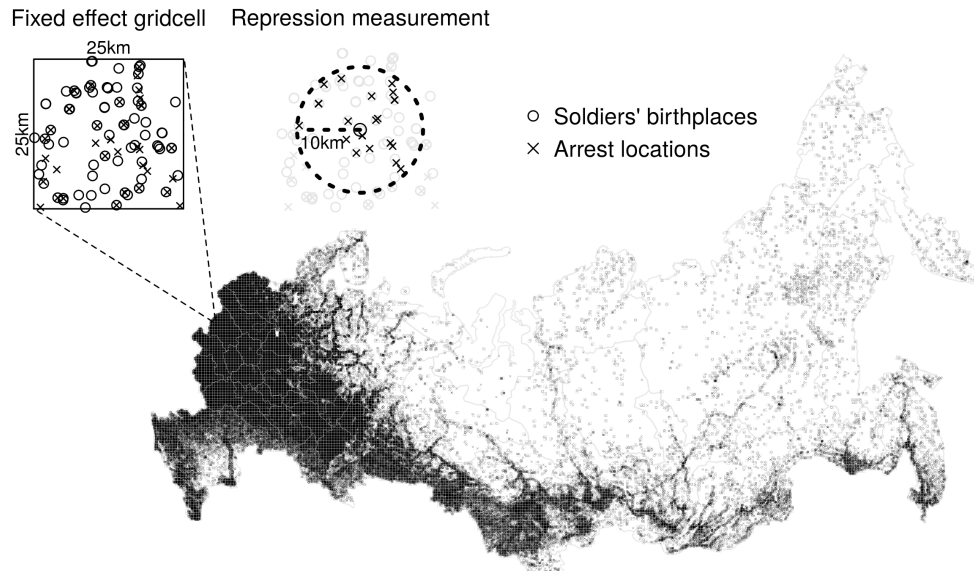 Fixed effect gridcell
Repression measurement
25km
25km
10km
Soldiers' birthplaces
Arrest locations